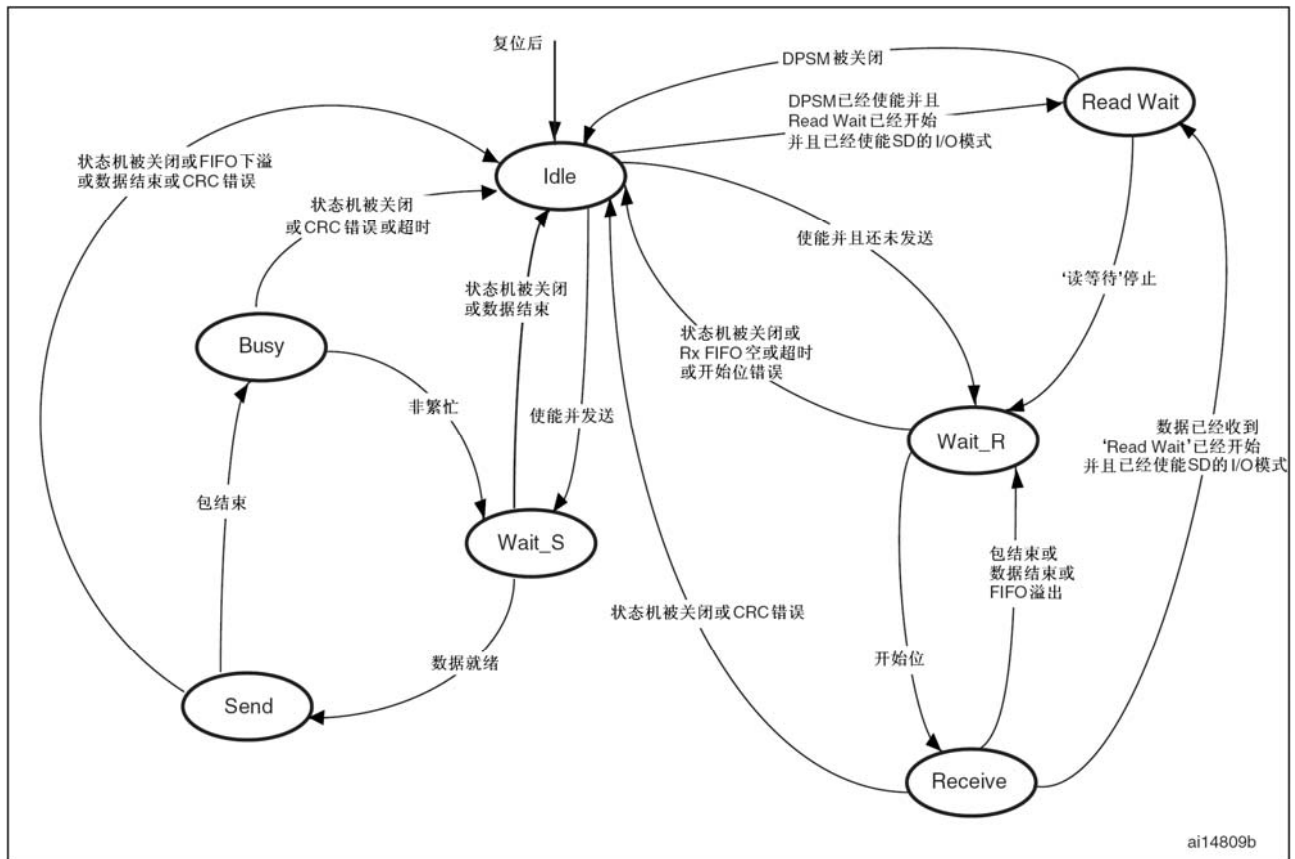 复位后
DPSM被关闭
Read Wait
DPSM已经使能并且
Read Wait已经开始
并且已经使能SD的I/O模式
状态机被关闭或FIFO下溢
或数据结束或CRC错误
Idle
状态机被关闭
或CRC错误或超时
使能并且还未发送
‘读等待’停止
状态机被关闭
或数据结束
Busy
状态机被关闭或
Rx FIFO空或超时
或开始位错误
非繁忙
使能并发送
Wait_R
数据已经收到
‘Read Wait’已经开始
并且已经使能SD的I/O模式
包结束
Wait_S
包结束或
数据结束或
FIFO溢出
状态机被关闭或CRC错误
数据就绪
开始位
Send
Receive
ai14809b